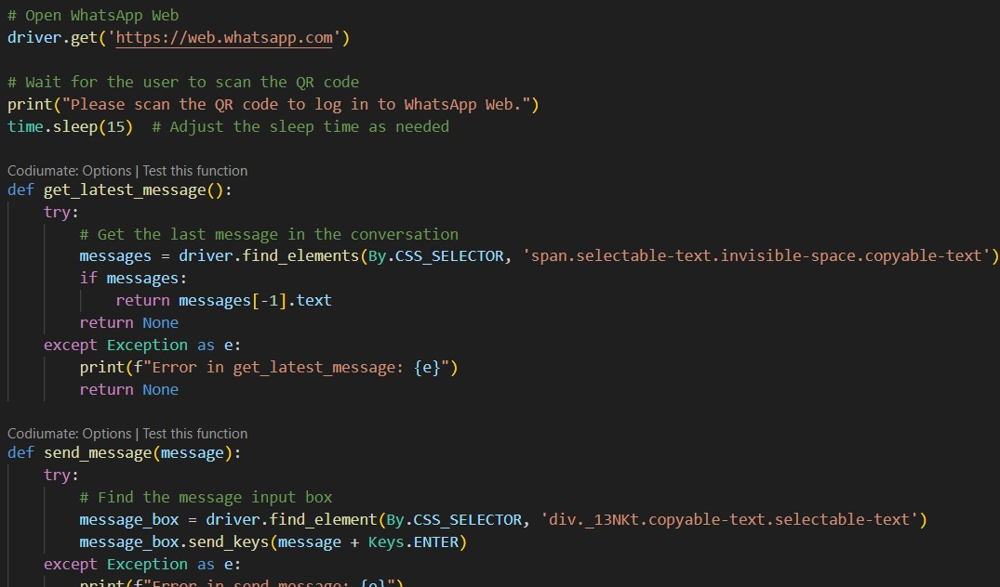 # Open WhatsApp Web
driver.get('https://web.whatsapp.com')
# Wait for the user to scan the QR code
print("Please scan the QR code to log in to WhatsApp Web.")
time.sleep(15)  # Adjust the sleep time as needed
Codiumate: Options | Test this function
def get_latest_message():
    try:
        # Get the last message in the conversation
        messages = driver.find_elements(By.CSS_SELECTOR, 'span.selectable-text.invisible-space.copyable-text')
        if messages:
            return messages[-1].text
        return None
    except Exception as e:
        print(f"Error in get_latest_message: {e}")
        return None
Codiumate: Options | Test this function
def send_message(message):
    try:
        # Find the message input box
        message_box = driver.find_element(By.CSS_SELECTOR, 'div._13NKt.copyable-text.selectable-text')
        message_box.send_keys(message + Keys.ENTER)
    except Exception as e:
        print(f"Error in send_message: {e}")